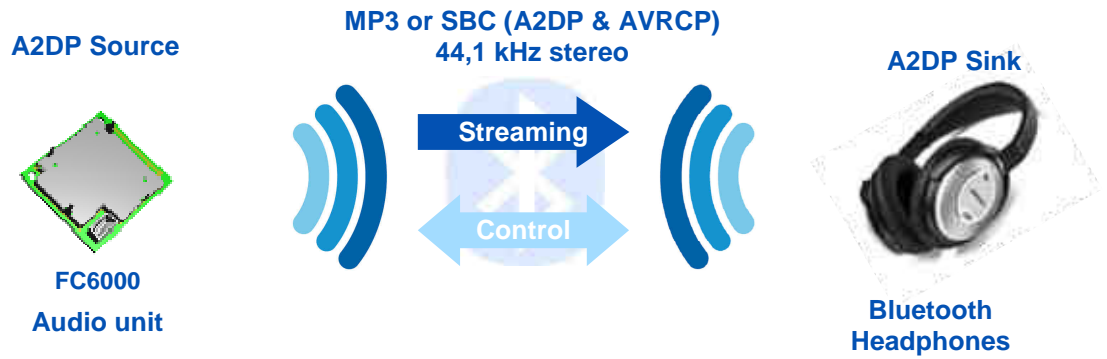 MP3 or SBC (A2DP & AVRCP)
44,1 kHz stereo
A2DP Source
A2DP Sink
Streaming
Control
FC6000
Audio unit
Bluetooth
Headphones